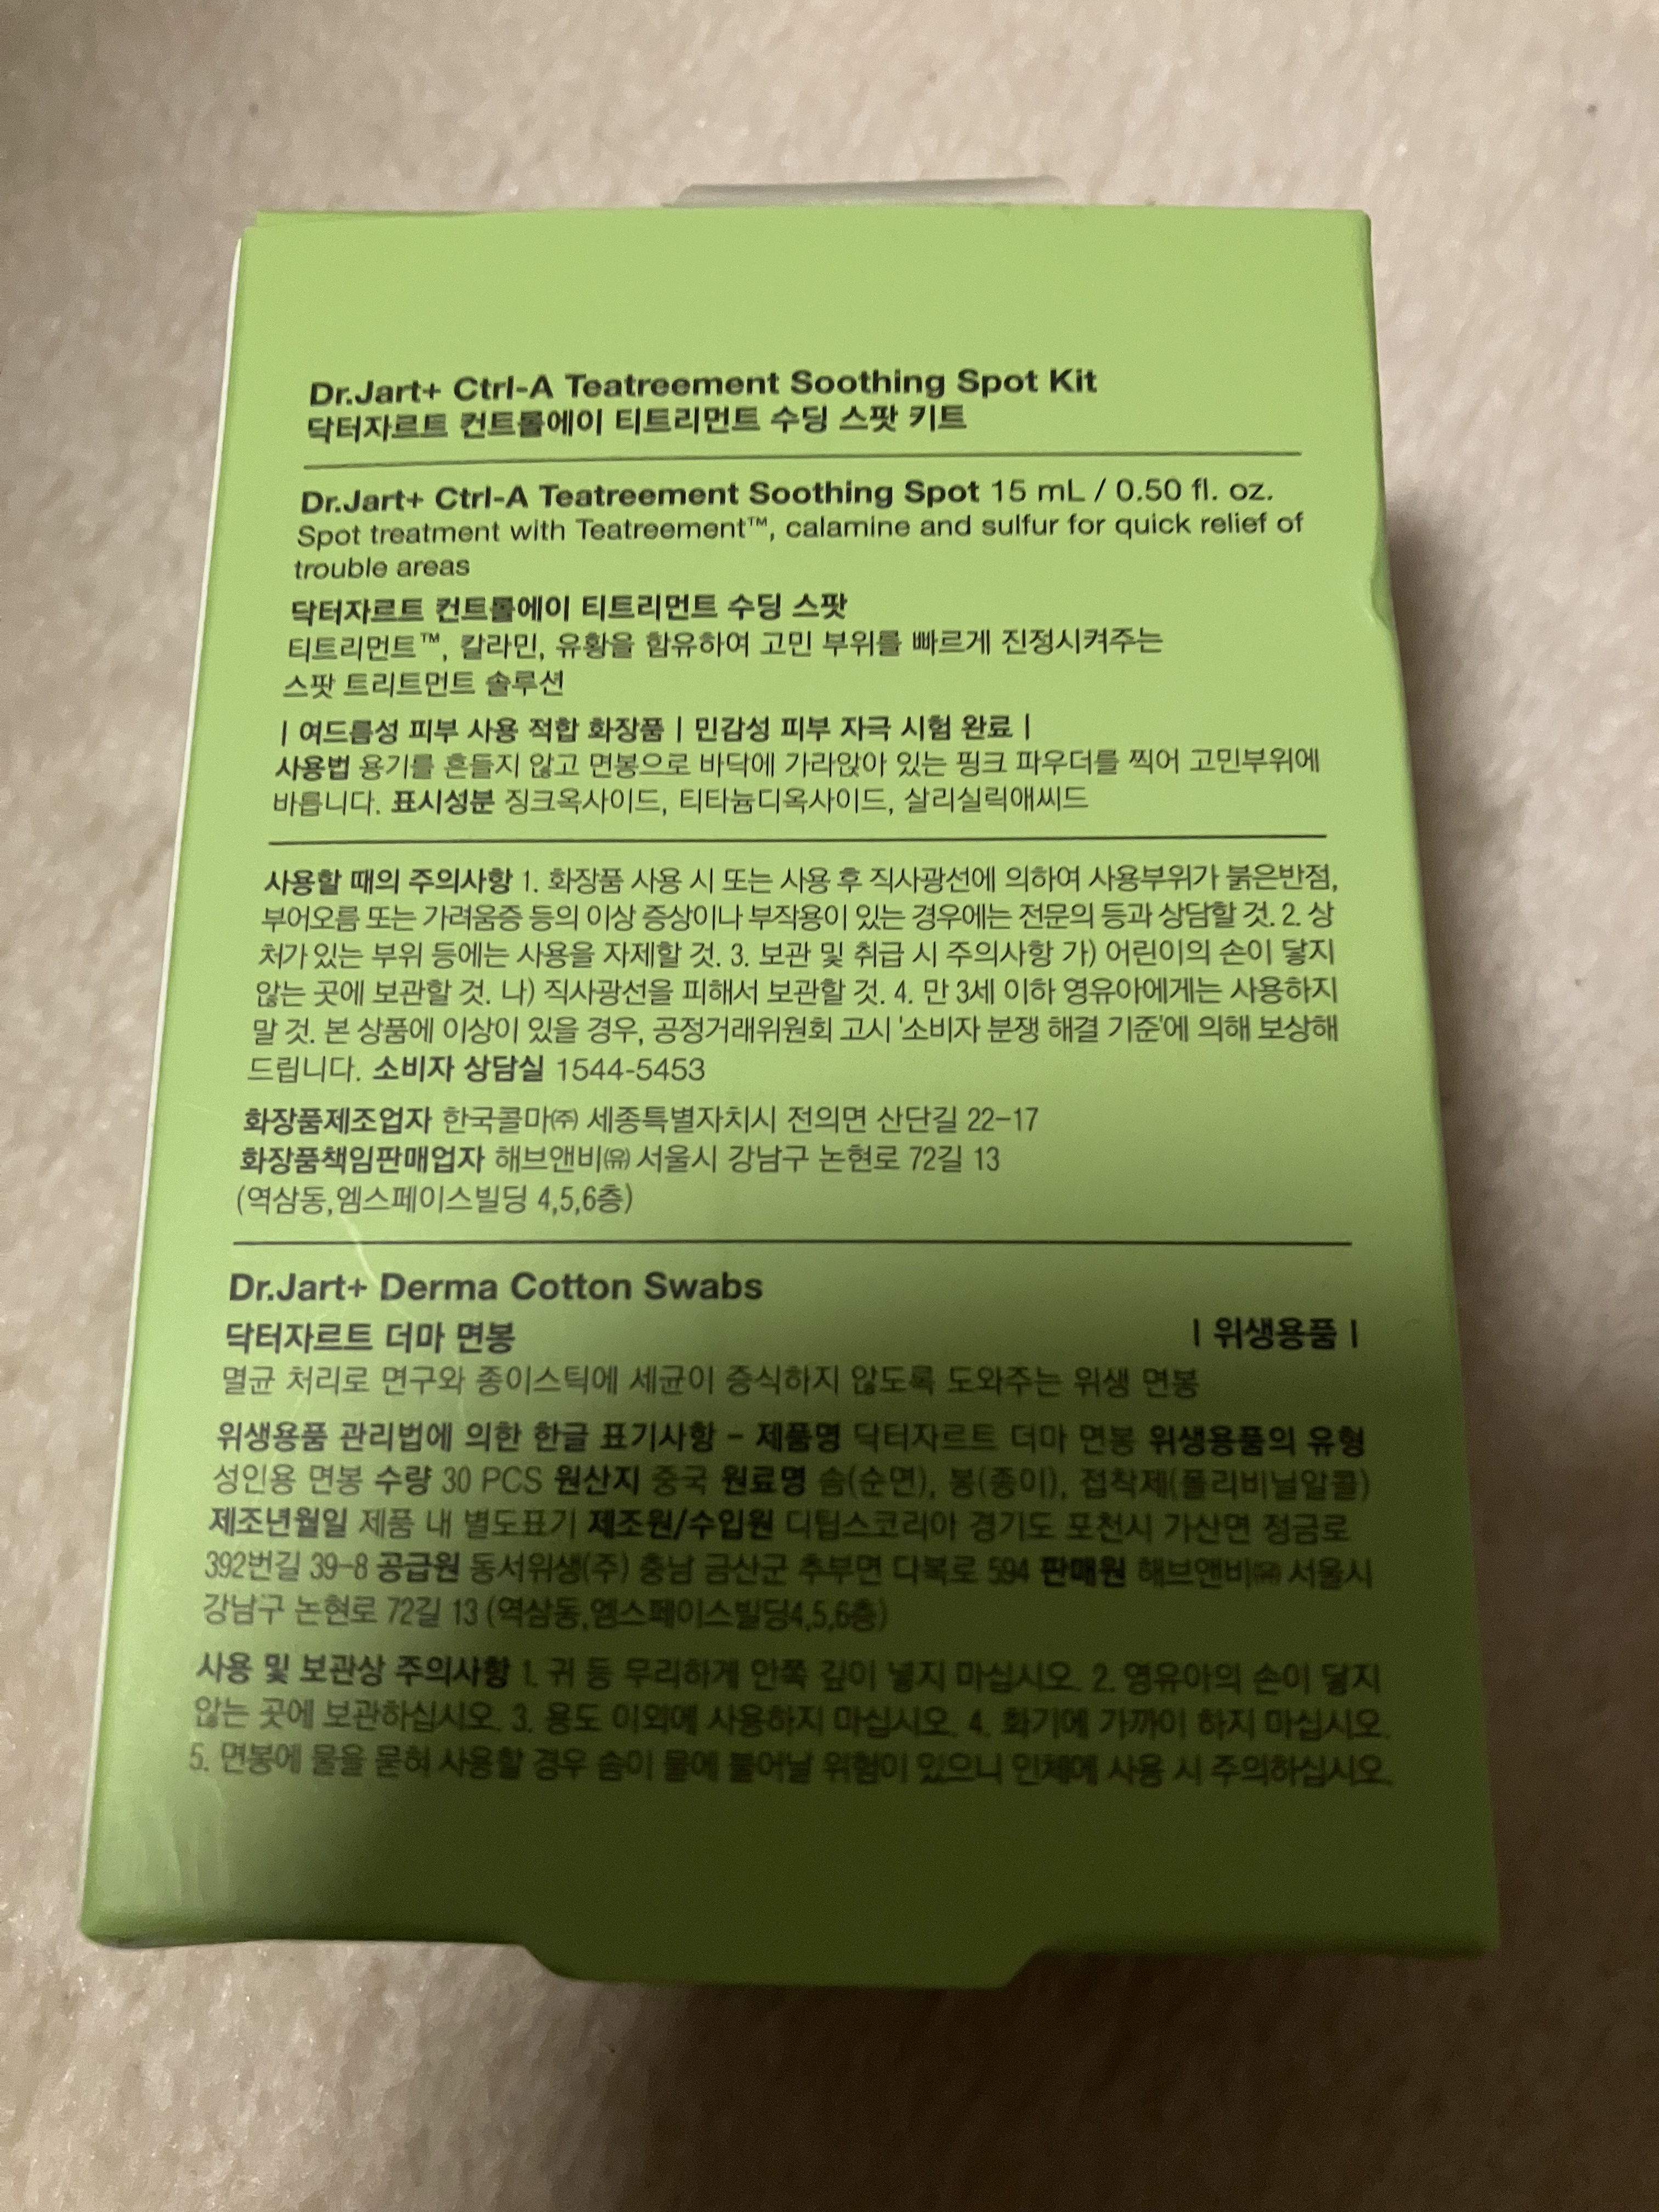 Dr.Jart+ Ctrl-A Teatreement Soothing Spot Kit
닥터자르트 컨트롤에이 티트리먼트 수딩 스팟 키트
Dr.Jart+ Ctrl-A Teatreement Soothing Spot 15 mL / 0.50 fl. oz.
Spot treatment with Teatreement™, calamine and sulfur for quick relief of
trouble areas
닥터자르트 컨트롤에이 티트리먼트 수딩 스팟
티트리먼트™, 칼라민, 유황을 함유하여 고민 부위를 빠르게 진정시켜주는
스팟 트리트먼트 솔루션
| 여드름성 피부 사용 적합 화장품 | 민감성 피부 자극 시험 완료 |
사용법 용기를 흔들지 않고 면봉으로 바닥에 가라앉아 있는 핑크 파우더를 찍어 고민부위에
바릅니다. 표시성분 징크옥사이드, 티타늄디옥사이드, 살리실릭애씨드
사용할 때의 주의사항 1. 화장품 사용 시 또는 사용 후 직사광선에 의하여 사용부위가 붉은반점,
부어오름 또는 가려움증 등의 이상 증상이나 부작용이 있는 경우에는 전문의 등과 상담할 것. 2. 상
처가 있는 부위 등에는 사용을 자제할 것. 3. 보관 및 취급 시 주의사항 가) 어린이의 손이 닿지
않는 곳에 보관할 것. 나) 직사광선을 피해서 보관할 것. 4. 만 3세 이하 영유아에게는 사용하지
말 것. 본 상품에 이상이 있을 경우, 공정거래위원회 고시 '소비자 분쟁 해결 기준'에 의해 보상해
드립니다. 소비자 상담실 1544-5453
화장품제조업자 한국콜마㈜ 세종특별자치시 전의면 산단길 22-17
화장품책임판매업자 해브앤비㈲ 서울시 강남구 논현로 72길 13
(역삼동,엠스페이스빌딩 4,5,6층)
Dr.Jart+ Derma Cotton Swabs
닥터자르트 더마 면봉 | 위생용품 |
멸균 처리로 면구와 종이스틱에 세균이 증식하지 않도록 도와주는 위생 면봉
위생용품 관리법에 의한 한글 표기사항 - 제품명 닥터자르트 더마 면봉 위생용품의 유형
성인용 면봉 수량 30 PCS 원산지 중국 원료명 솜(순면), 봉(종이), 접착제(폴리비닐알콜)
제조년월일 제품 내 별도표기 제조원/수입원 디팁스코리아 경기도 포천시 가산면 정금로
392번길 39-8 공급원 동서위생(주) 충남 금산군 추부면 다복로 594 판매원 해브앤비㈲ 서울시
강남구 논현로 72길 13 (역삼동,엠스페이스빌딩4,5,6층)
사용 및 보관상 주의사항 1. 귀 등 무리하게 안쪽 깊이 넣지 마십시오. 2. 영유아의 손이 닿지
않는 곳에 보관하십시오. 3. 용도 이외에 사용하지 마십시오. 4. 화기에 가까이 하지 마십시오.
5. 면봉에 물을 묻혀 사용할 경우 솜이 물에 불어날 위험이 있으니 인체에 사용 시 주의하십시오.